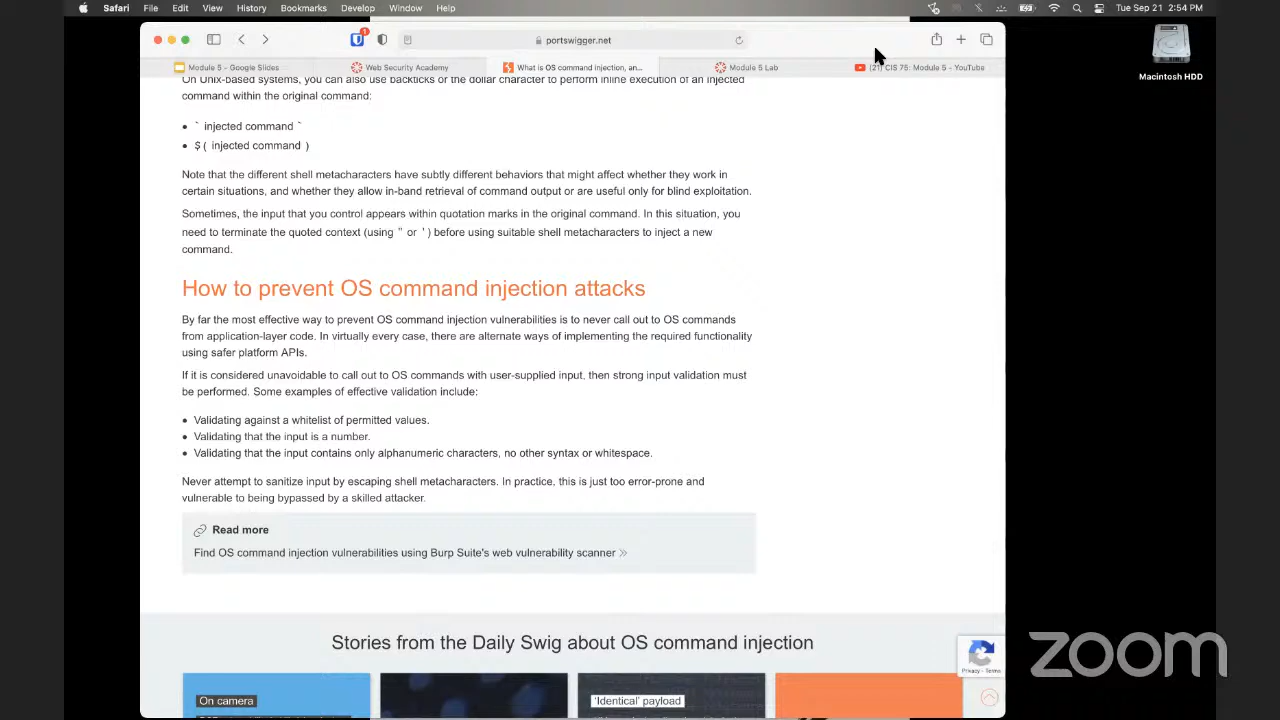 Safari File Edit View History Bookmarks Develop Window Help Tue Sep 21 2:54 PM
1
portswigger.net
Module 5 - Google Slides Web Security Academy What is OS command injection, an... Module 5 Lab (21) CIS 75: Module 5 - YouTube
Macintosh HDD
On Unix-based systems, you can also use backticks or the dollar character to perform inline execution of an injected
command within the original command:
• ` injected command `
• $( injected command )
Note that the different shell metacharacters have subtly different behaviors that might affect whether they work in
certain situations, and whether they allow in-band retrieval of command output or are useful only for blind exploitation.
Sometimes, the input that you control appears within quotation marks in the original command. In this situation, you
need to terminate the quoted context (using " or ') before using suitable shell metacharacters to inject a new
command.
How to prevent OS command injection attacks
By far the most effective way to prevent OS command injection vulnerabilities is to never call out to OS commands
from application-layer code. In virtually every case, there are alternate ways of implementing the required functionality
using safer platform APIs.
If it is considered unavoidable to call out to OS commands with user-supplied input, then strong input validation must
be performed. Some examples of effective validation include:
• Validating against a whitelist of permitted values.
• Validating that the input is a number.
• Validating that the input contains only alphanumeric characters, no other syntax or whitespace.
Never attempt to sanitize input by escaping shell metacharacters. In practice, this is just too error-prone and
vulnerable to being bypassed by a skilled attacker.
Read more
Find OS command injection vulnerabilities using Burp Suite's web vulnerability scanner »
Stories from the Daily Swig about OS command injection
Privacy - Terms
zoom
On camera
'Identical' payload